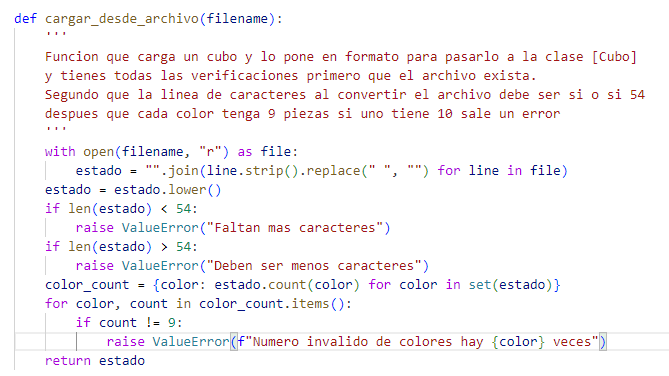 def cargar_desde_archivo(filename):
    '''
    Funcion que carga un cubo y lo pone en formato para pasarlo a la clase [Cubo]
    y tienes todas las verificaciones primero que el archivo exista.
    Segundo que la linea de caracteres al convertir el archivo debe ser si o si 54
    despues que cada color tenga 9 piezas si uno tiene 10 sale un error
    '''
    with open(filename, "r") as file:
        estado = "".join(line.strip().replace(" ", "") for line in file)
    estado = estado.lower()
    if len(estado) < 54:
        raise ValueError("Faltan mas caracteres")
    if len(estado) > 54:
        raise ValueError("Deben ser menos caracteres")
    color_count = {color: estado.count(color) for color in set(estado)}
    for color, count in color_count.items():
        if count != 9:
            raise ValueError(f"Numero invalido de colores hay {color} veces")
    return estado